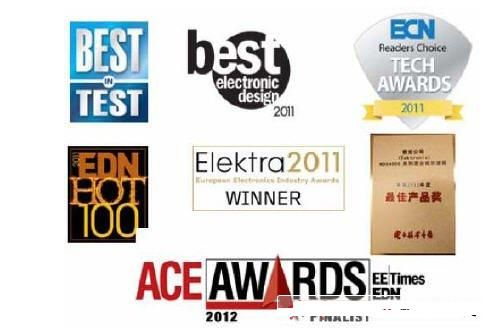 BEST
IN
TEST
best
electronic
design
2011
ECN
Readers Choice
TECH
AWARDS
2011
2011
EDN
HOT
100
Elektra2011
European Electronics Industry Awards
WINNER
(Tektronix)
最佳产品奖
ACE AWARDS
EE Times
EDN
2012
FINALIST